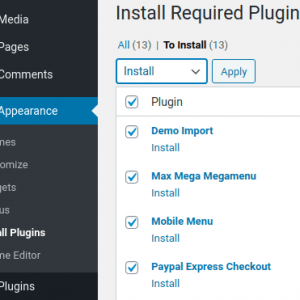 Media
Pages
Comments
Appearance
nes
omize
gets
us
all Plugins
me Editor
Plugins
Install Required Plugin
All (13) | To Install (13)
Install Apply
Plugin
Demo Import
Install
Max Mega Megamenu
Install
Mobile Menu
Install
Paypal Express Checkout
Install